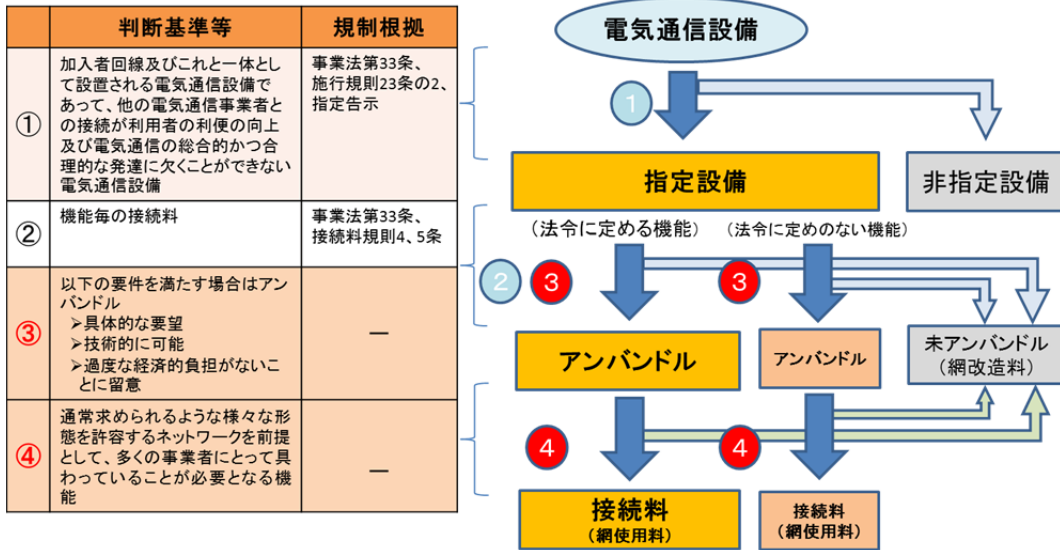 判断基準等
規制根拠
①
加入者回線及びこれと一体とし
て設置される電気通信設備で
あって、他の電気通信事業者と
の接続が利用者の利便の向上
及び電気通信の総合的かつ合
理的な発達に欠くことができない
電気通信設備
事業法第33条、
施行規則23条の2、
指定告示
②
機能毎の接続料
事業法第33条、
接続料規則4、5条
③
以下の要件を満たす場合はアン
バンドル
➢具体的な要望
➢技術的に可能
➢過度な経済的負担がないこ
とに留意
―
④
通常求められるような様々な形
態を許容するネットワークを前提
として、多くの事業者にとって具
わっていることが必要となる機
能
―
電気通信設備
1
指定設備
非指定設備
(法令に定める機能)
(法令に定めのない機能)
2
3
3
アンバンドル
アンバンドル
未アンバンドル
(網改造料)
4
4
接続料
(網使用料)
接続料
(網使用料)